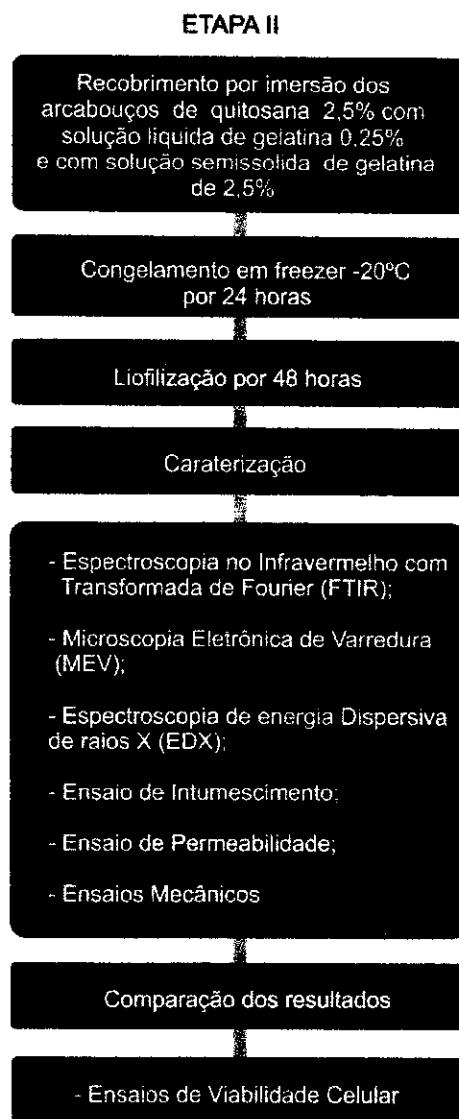 ETAPA II
Recobrimento por imersão dos
arcabouços de quitosana 2,5% com
solução líquida de gelatina 0,25%
e com solução semissolida de gelatina
de 2,5%
Congelamento em freezer -20ºC
por 24 horas
Liofilização por 48 horas
Caraterização
- Espectroscopia no Infravermelho com
Transformada de Fourier (FTIR);
- Microscopia Eletrônica de Varredura
(MEV);
- Espectroscopia de energia Dispersiva
de raios X (EDX);
- Ensaio de Intumescimento;
- Ensaio de Permeabilidade;
- Ensaios Mecânicos
Comparação dos resultados
- Ensaios de Viabilidade Celular